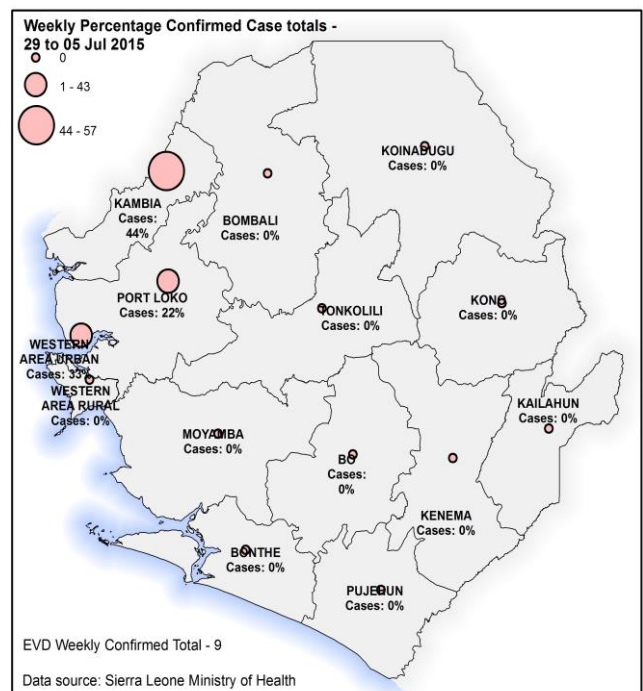 Weekly Percentage Confirmed Case totals -
29 to 05 Jul 2015
0
1 - 43
44 - 57
KOINADUGU
Cases: 0%
KAMBIA
Cases:
44%
BOMBALI
Cases: 0%
PORT LOKO
Cases: 22%
TONKOLILI
Cases: 0%
KONO
Cases: 0%
WESTERN
AREA URBAN
Cases: 33%
WESTERN
AREA RURAL
Cases: 0%
KAILAHUN
Cases: 0%
MOYAMBA
Cases: 0%
BO
Cases:
0%
KENEMA
Cases: 0%
BONTHE
Cases: 0%
PUJEHUN
Cases: 0%
EVD Weekly Confirmed Total - 9
Data source: Sierra Leone Ministry of Health